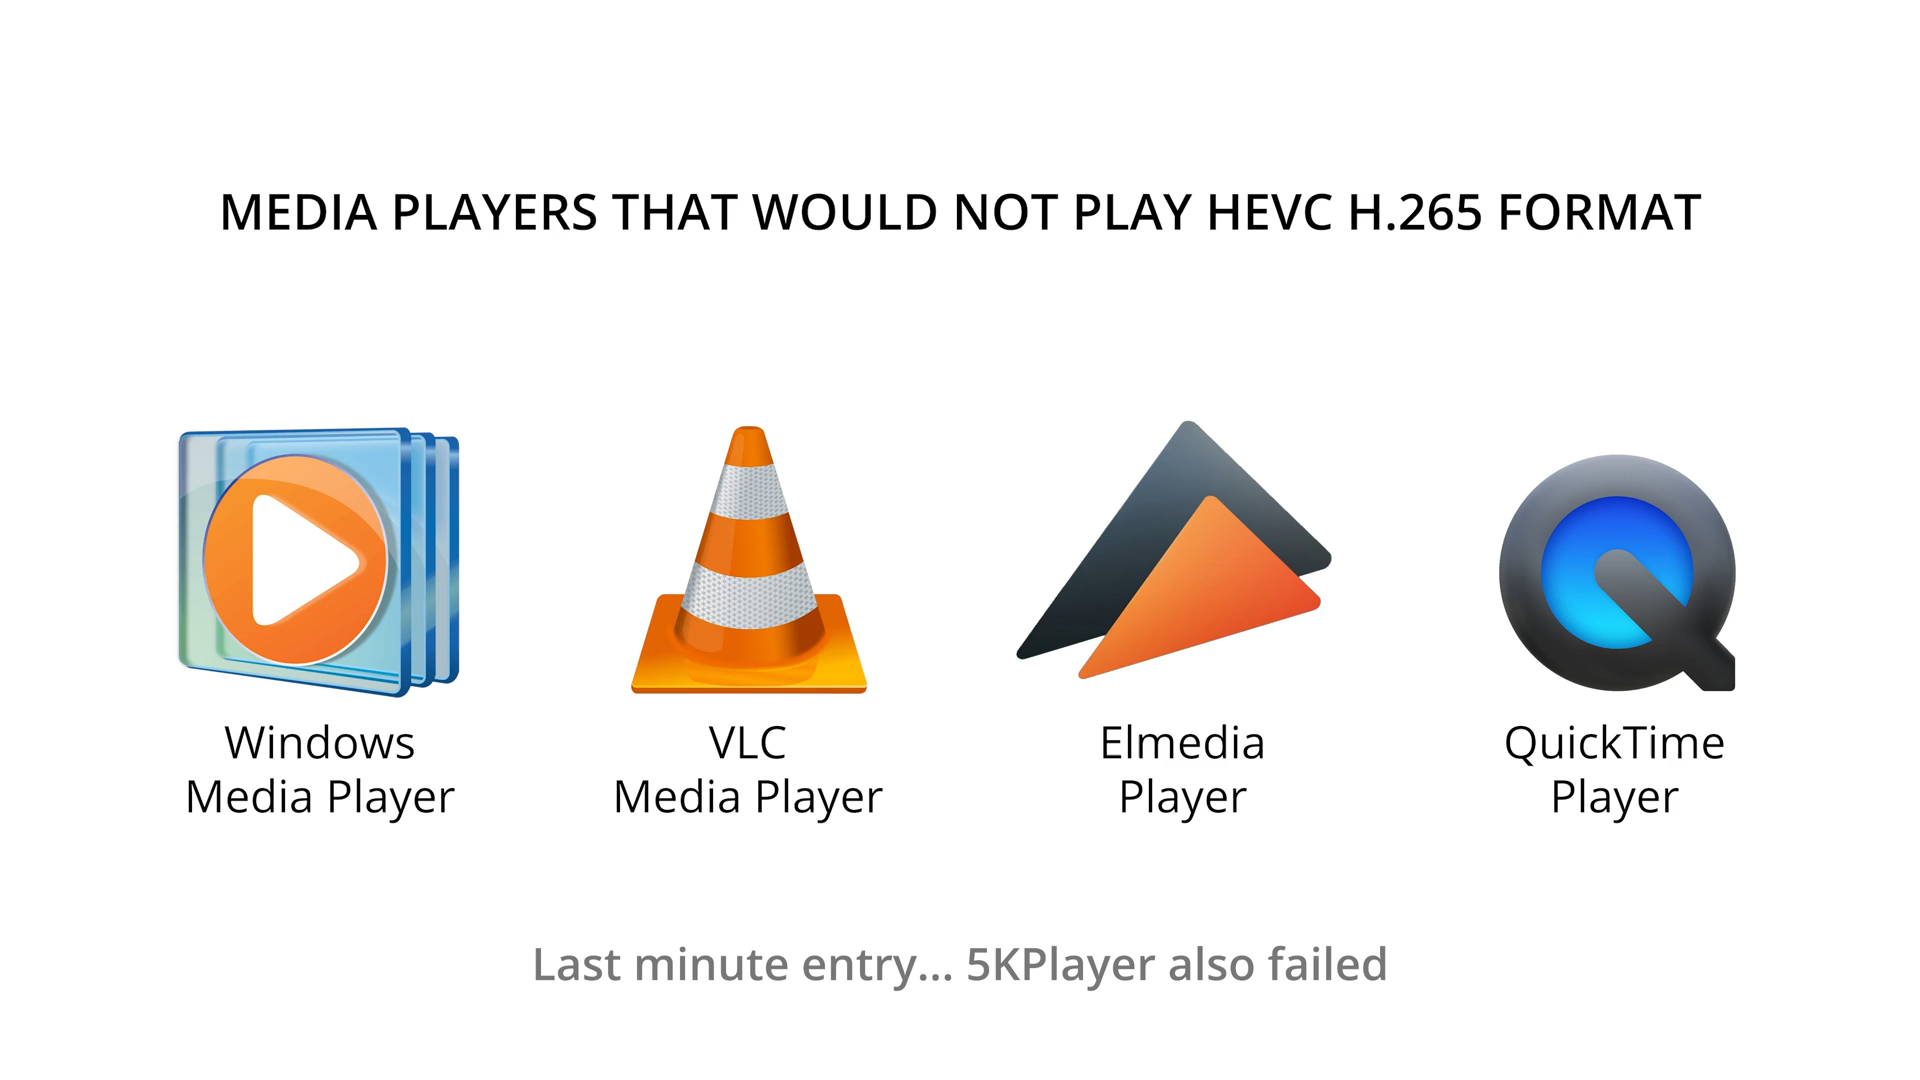 MEDIA PLAYERS THAT WOULD NOT PLAY HEVC H.265 FORMAT
Windows
Media Player
VLC
Media Player
Elmedia
Player
QuickTime
Player
Last minute entry... 5KPlayer also failed